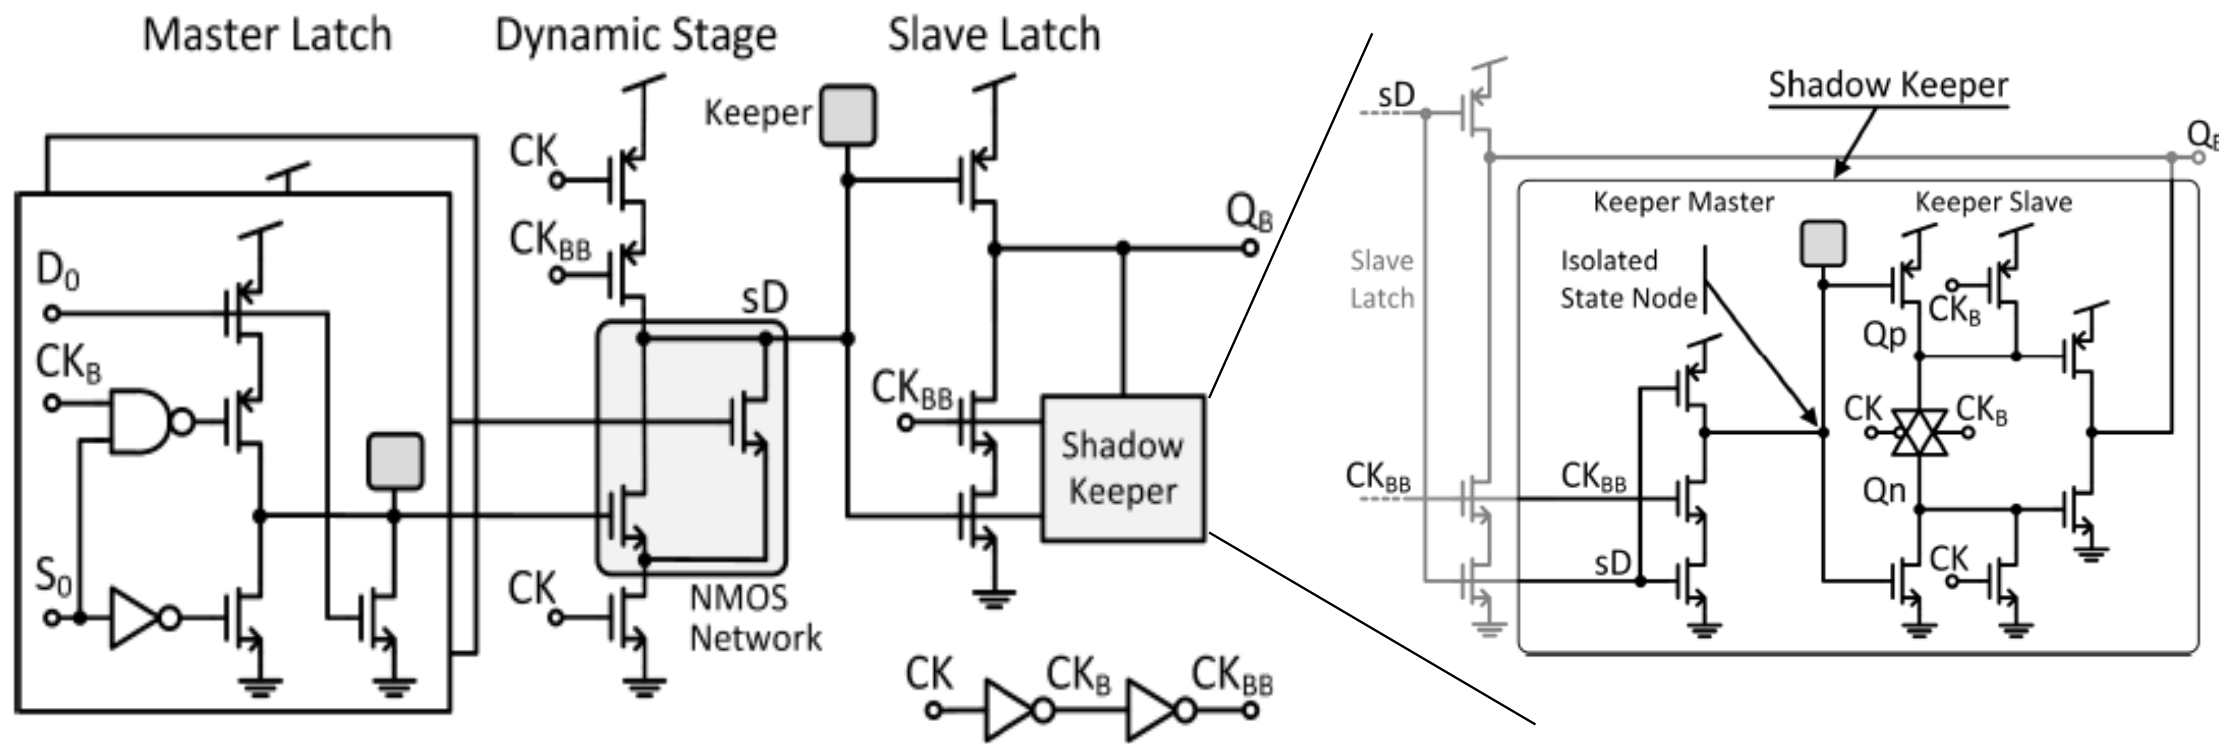 Master Latch
Dynamic Stage
Slave Latch
Keeper
CK
CKBB
D0
CKB
S0
sD
CK
NMOS
Network
QB
CKBB
Shadow
Keeper
CK
CKB
CKBB
Shadow Keeper
sD
QB
Keeper Master
Keeper Slave
Slave
Latch
Isolated
State Node
CKB
Qp
CK
CKB
CKBB
CKBB
Qn
sD
CK